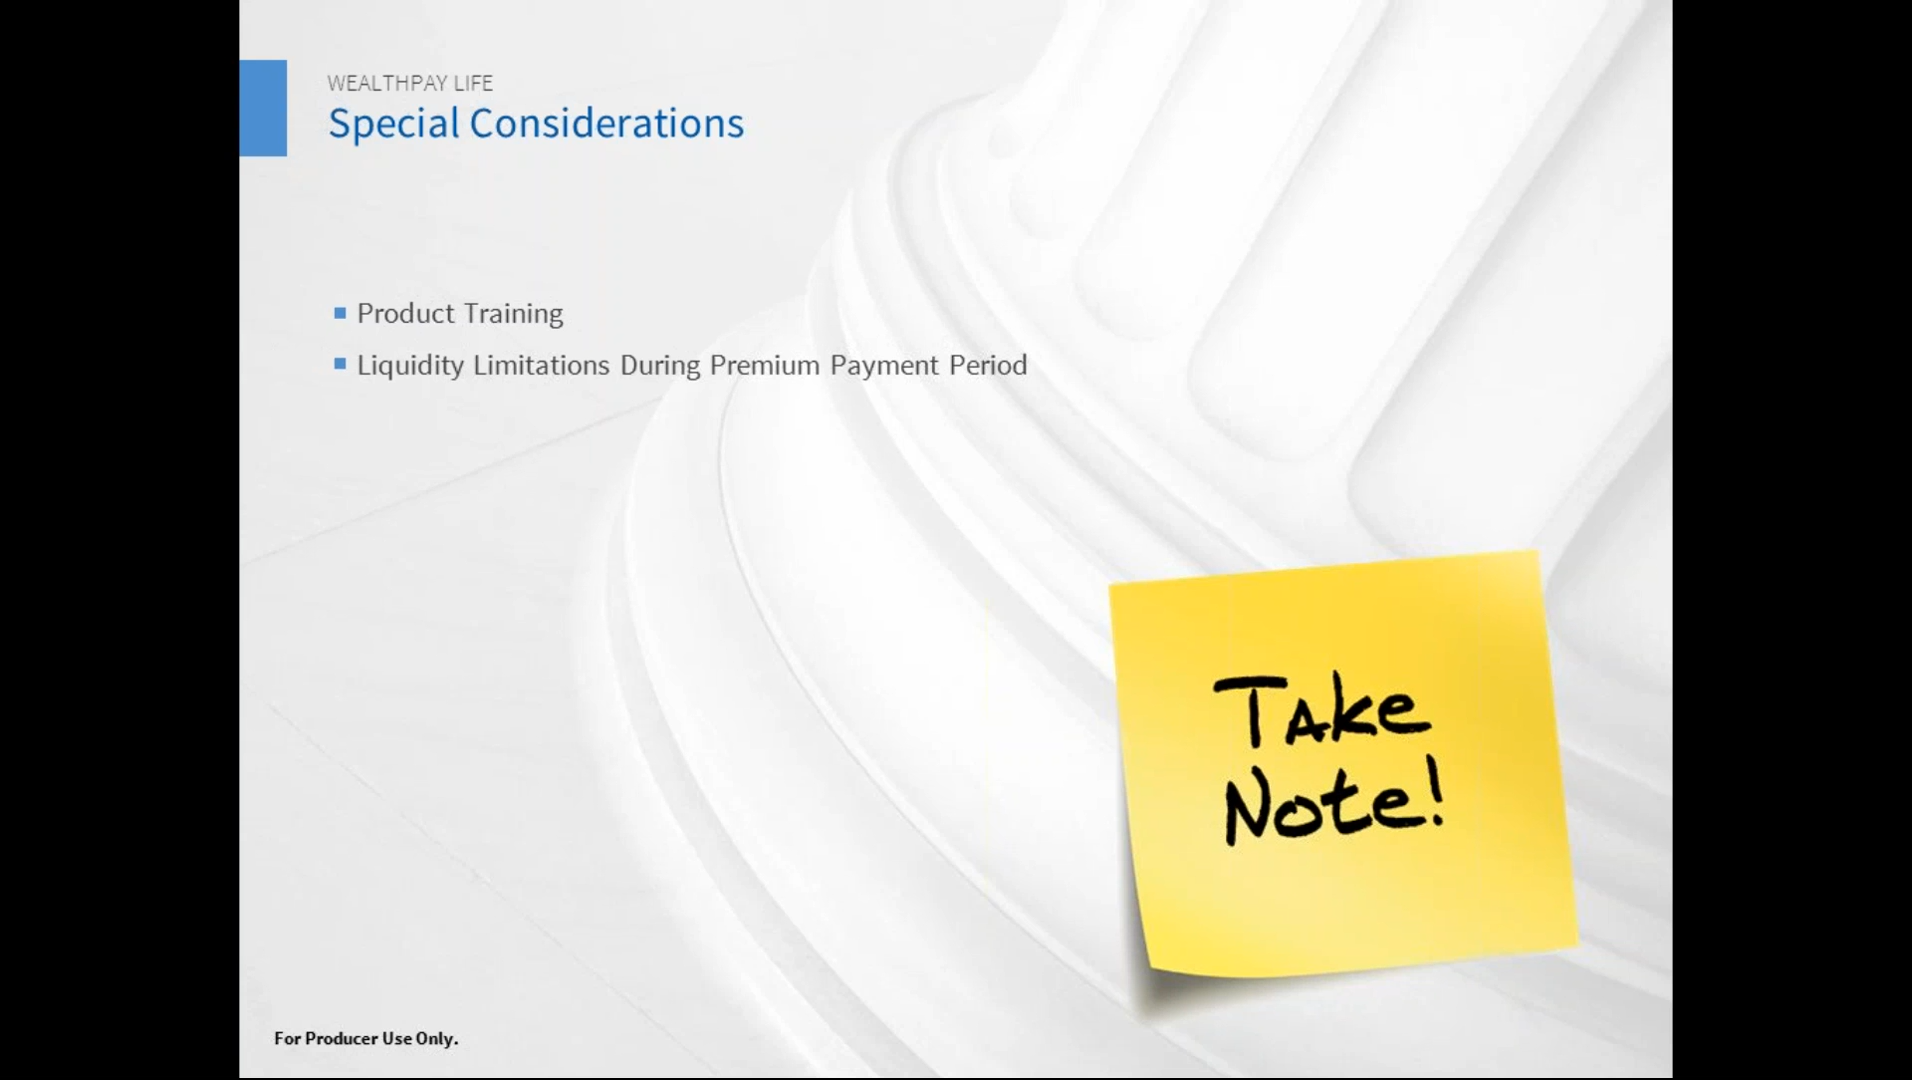 WEALTHPAY LIFE
Special Considerations
Product Training
Liquidity Limitations During Premium Payment Period
Take
Note!
For Producer Use Only.